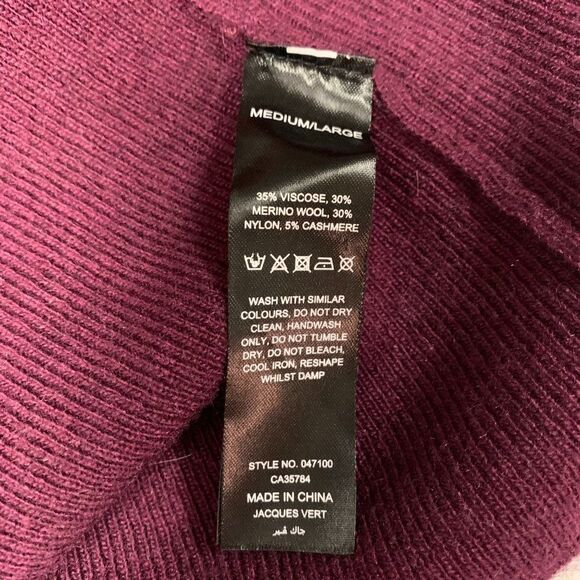 MEDIUM/LARGE
35% VISCOSE, 30%
MERINO WOOL, 30%
NYLON, 5% CASHMERE
WASH WITH SIMILAR
COLOURS, DO NOT DRY
CLEAN, HANDWASH
ONLY, DO NOT TUMBLE
DRY, DO NOT BLEACH,
COOL IRON, RESHAPE
WHILST DAMP
STYLE NO. 047100
CA35784
MADE IN CHINA
JACQUES VERT
جاك فير